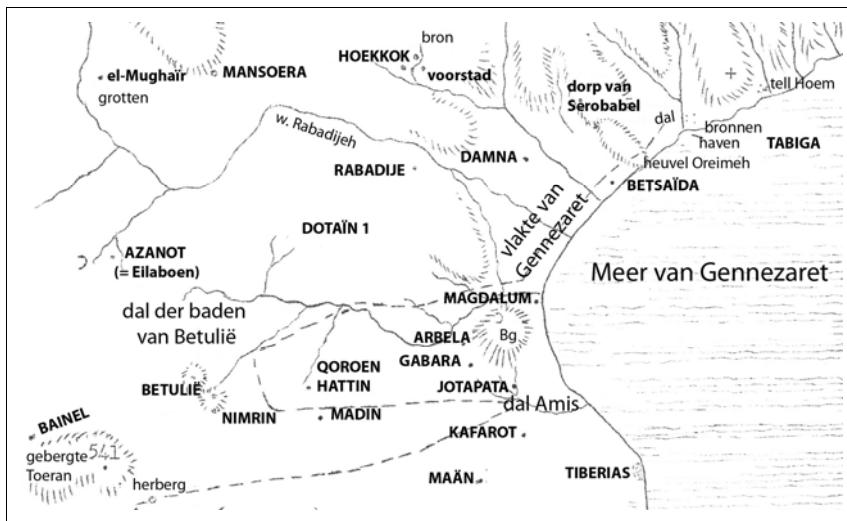 bron
HOEKKOK
voorstad
el-Mughaïr
grotten
MANSOERA
dorp van
Serobabel
tell Hoem
dal
bronnen
haven
TABIGA
w. Rabadijeh
DAMNA
heuvel Oreimeh
RABADIJE
BETSAÏDA
vlakte van
Gennezaret
DOTAÏN 1
AZANOT
(= Eilaboen)
Meer van Gennezaret
MAGDALUM
dal der baden
van Betulië
ARBELA
Bg
GABARA
QOROEN
HATTIN
BETULIË
JOTAPATA
dal Amis
NIMRIN
MADIN
BAINEL
KAFAROT
gebergte 541
Toeran
herberg
MAÄN
TIBERIAS